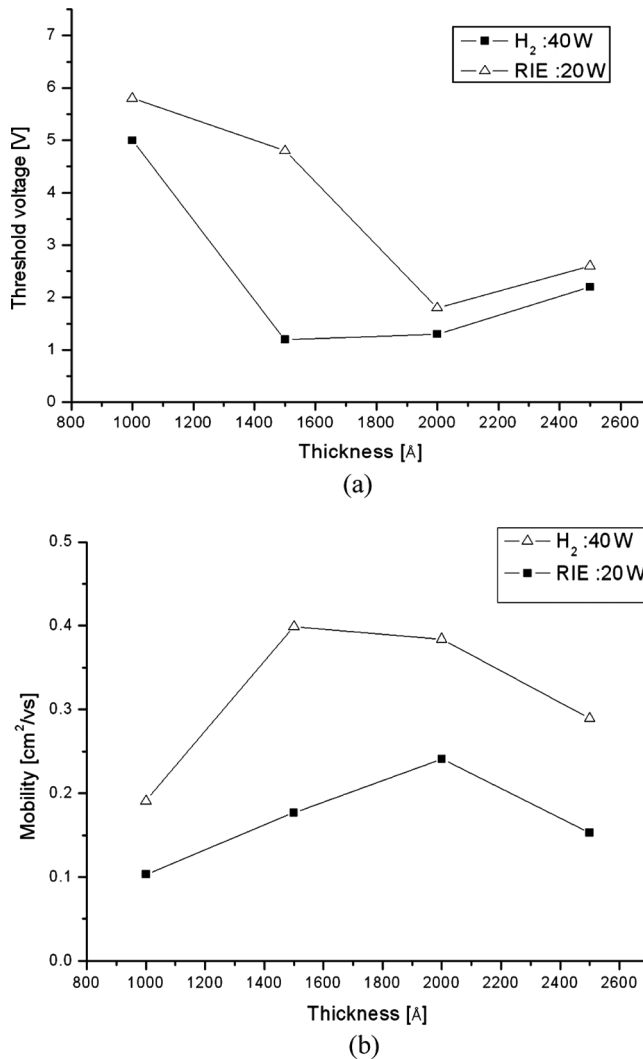 7
6
5
4
3
2
1
0
Threshold voltage [V]
H2 :40W
RIE :20W
800 1000 1200 1400 1600 1800 2000 2200 2400 2600
Thickness [Å]
(a)
0.5
0.4
0.3
0.2
0.1
0.0
Mobility [cm²/vs]
H2 :40W
RIE :20W
800 1000 1200 1400 1600 1800 2000 2200 2400 2600
Thickness [Å]
(b)